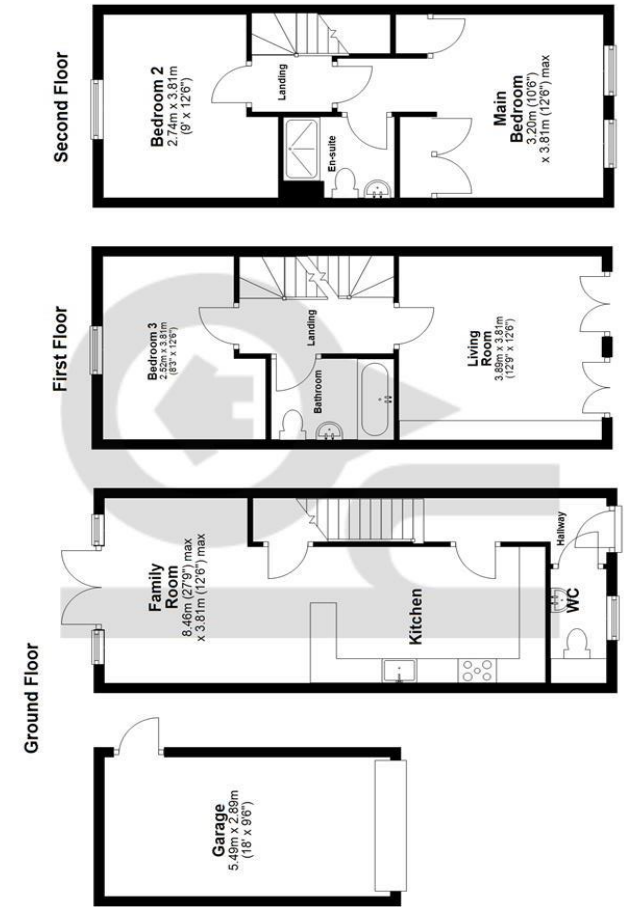 Ground Floor
Garage
5.49m x 2.89m
(18' x 9'6")
Family
Room
8.46m (27'9") max
x 3.81m (12'6") max
Kitchen
Hallway
WC
First Floor
Bedroom 3
2.52m x 3.81m
(8'3" x 12'6")
Landing
Bathroom
Living
Room
3.89m x 3.81m
(12'9" x 12'6")
Second Floor
Bedroom 2
2.74m x 3.81m
(9' x 12'6")
Landing
En-suite
Main
Bedroom
3.20m (10'6")
x 3.81m (12'6") max